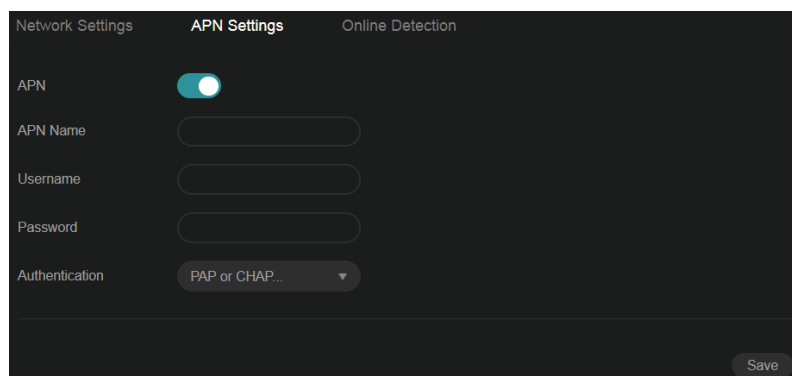 Network Settings APN Settings Online Detection
APN
APN Name
Username
Password
Authentication PAP or CHAP...
Save